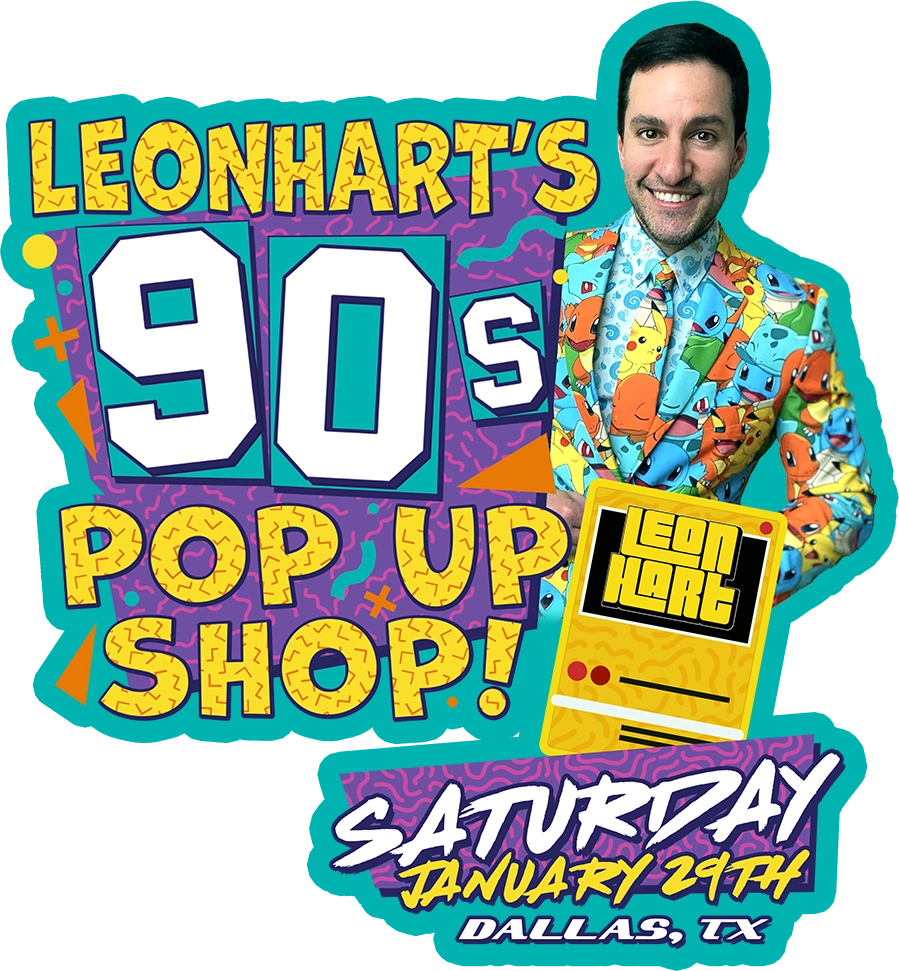 LEONHART'S
90s
POP UP
SHOP!
LEON
HART
SATURDAY
JANUARY 29TH
DALLAS, TX